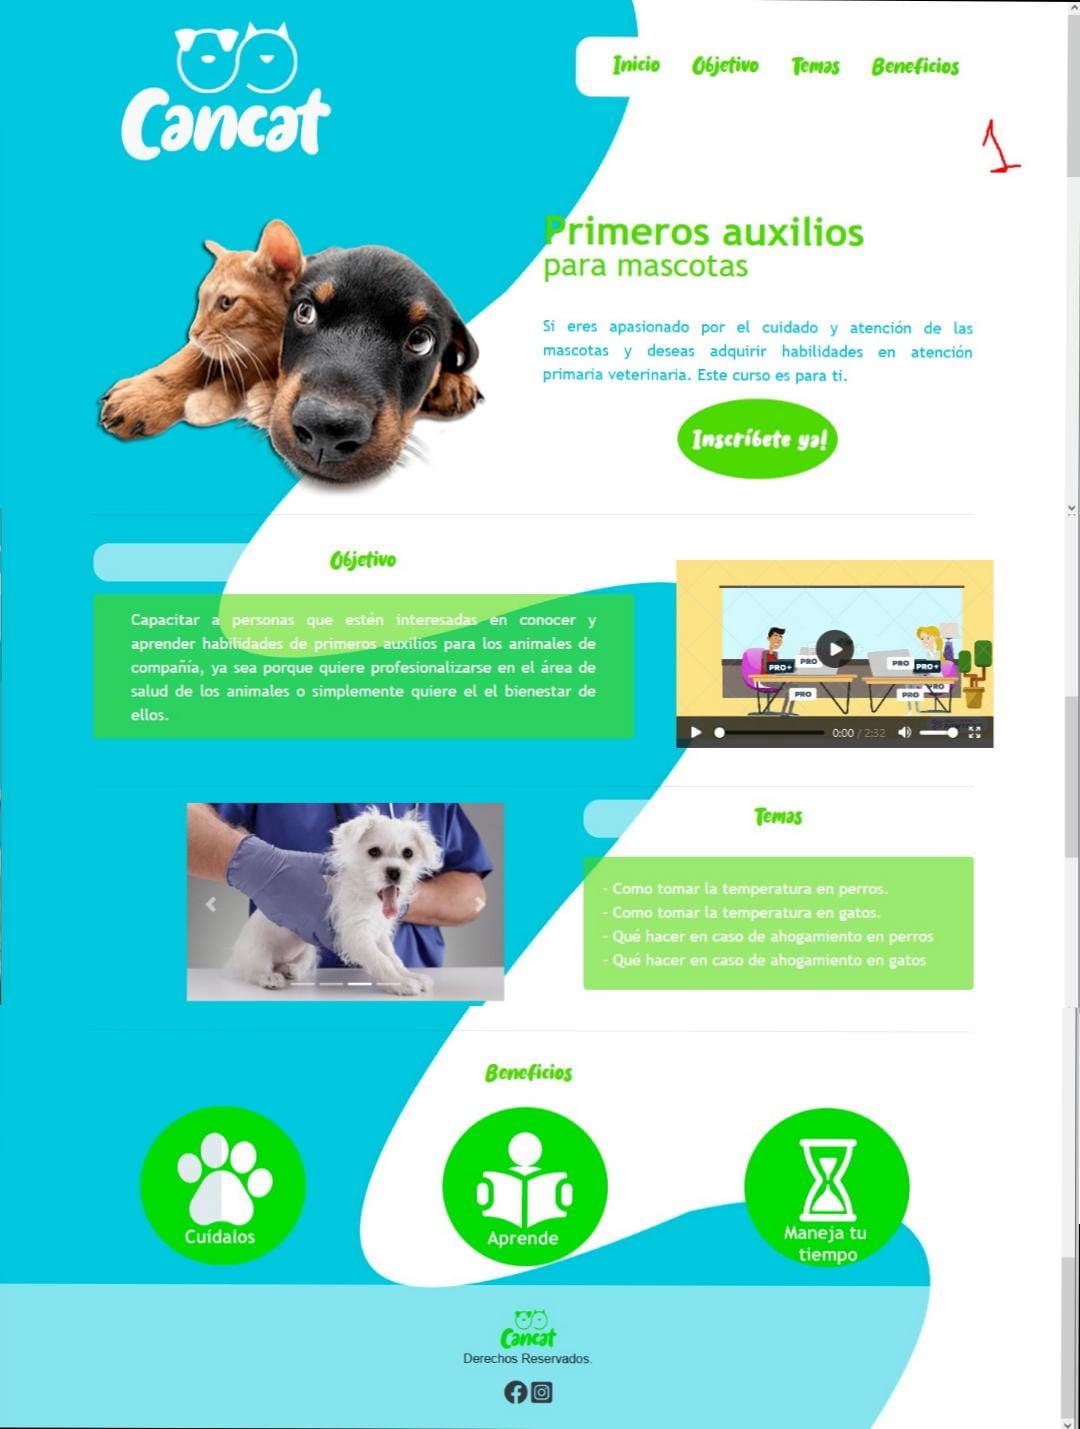 Cancat
Inicio Objetivo Temas Beneficios
1
Primeros auxilios
para mascotas
Si eres apasionado por el cuidado y atención de las
mascotas y deseas adquirir habilidades en atención
primaria veterinaria. Este curso es para ti.
Inscríbete ya!
Objetivo
Capacitar a personas que estén interesadas en conocer y
aprender habilidades de primeros auxilios para los animales de
compañía, ya sea porque quiere profesionalizarse en el área de
salud de los animales o simplemente quiere el el bienestar de
ellos.
PRO+ PRO PRO PRO+
PRO PRO PRO
0:00 / 2:32
Temas
- Como tomar la temperatura en perros.
- Como tomar la temperatura en gatos.
- Qué hacer en caso de ahogamiento en perros
- Qué hacer en caso de ahogamiento en gatos
Beneficios
Cuídalos
Aprende
Maneja tu
tiempo
Cancat
Derechos Reservados.